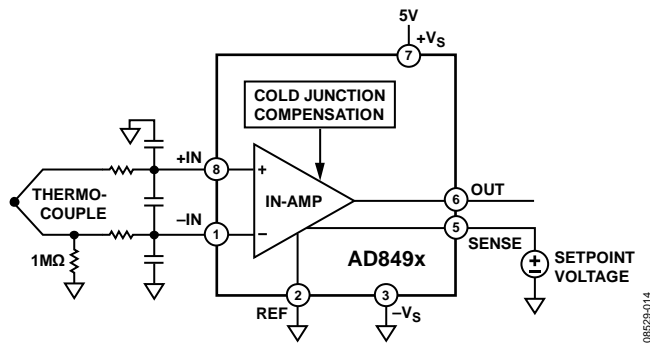 5V
+VS
7
COLD JUNCTION
COMPENSATION
+IN
8
+
THERMO-
COUPLE
IN-AMP
6
OUT
−IN
1
−
5
SENSE
1MΩ
AD849x
SETPOINT
VOLTAGE
2
3
REF
−VS
08529-014